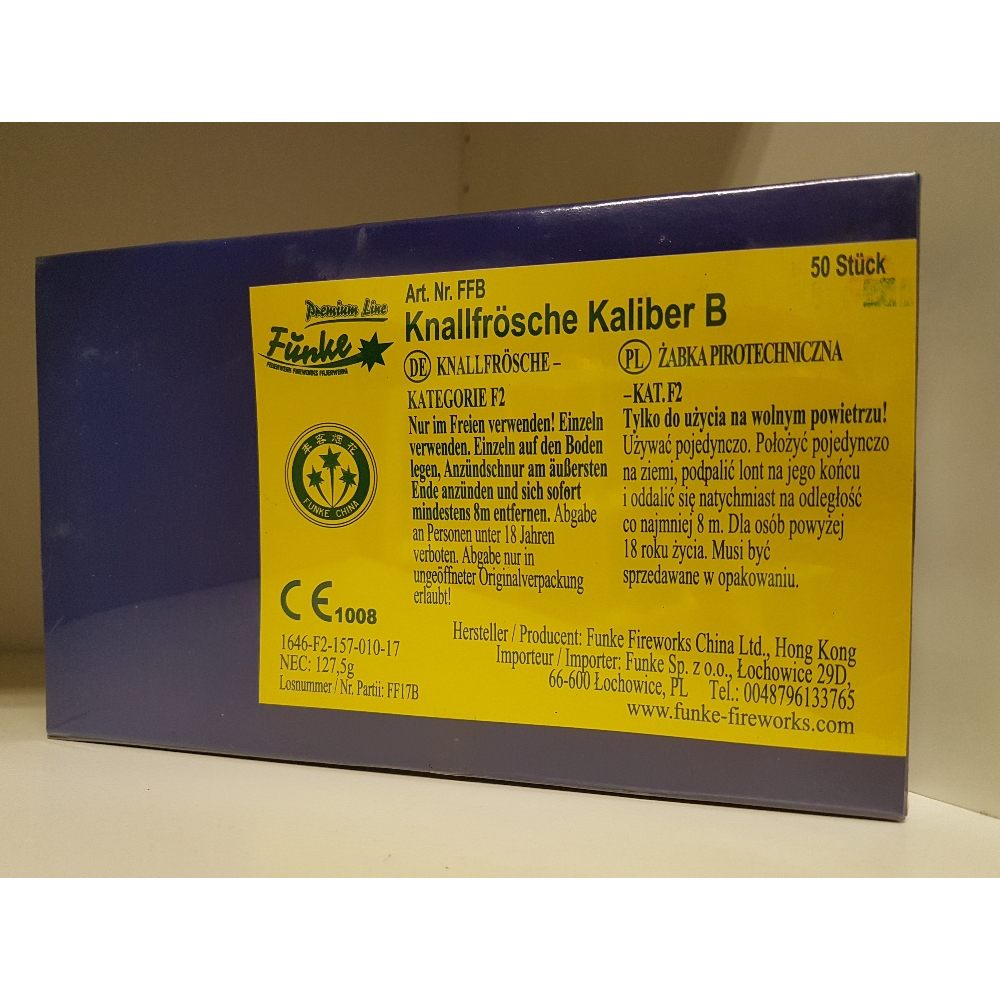 50 Stück
Premium Line
Funke
FEUERWERK FIREWORKS FAJERWERKI
Art. Nr. FFB
Knallfrösche Kaliber B
DE KNALLFRÖSCHE –
KATEGORIE F2
Nur im Freien verwenden! Einzeln
verwenden. Einzeln auf den Boden
legen, Anzündschnur am äußersten
Ende anzünden und sich sofort
mindestens 8m entfernen. Abgabe
an Personen unter 18 Jahren
verboten. Abgabe nur in
ungeöffneter Originalverpackung
erlaubt!
PL ŻABKA PIROTECHNICZNA
–KAT. F2
Tylko do użycia na wolnym powietrzu!
Używać pojedynczo. Położyć pojedynczo
na ziemi, podpalić lont na jego końcu
i oddalić się natychmiast na odległość
co najmniej 8 m. Dla osób powyżej
18 roku życia. Musi być
sprzedawane w opakowaniu.
FUNKE CHINA
CE 1008
1646-F2-157-010-17
NEC: 127,5g
Losnummer / Nr. Partii: FF17B
Hersteller / Producent: Funke Fireworks China Ltd., Hong Kong
Importeur / Importer: Funke Sp. z o.o., Łochowice 29D,
66-600 Łochowice, PL Tel.: 0048796133765
www.funke-fireworks.com